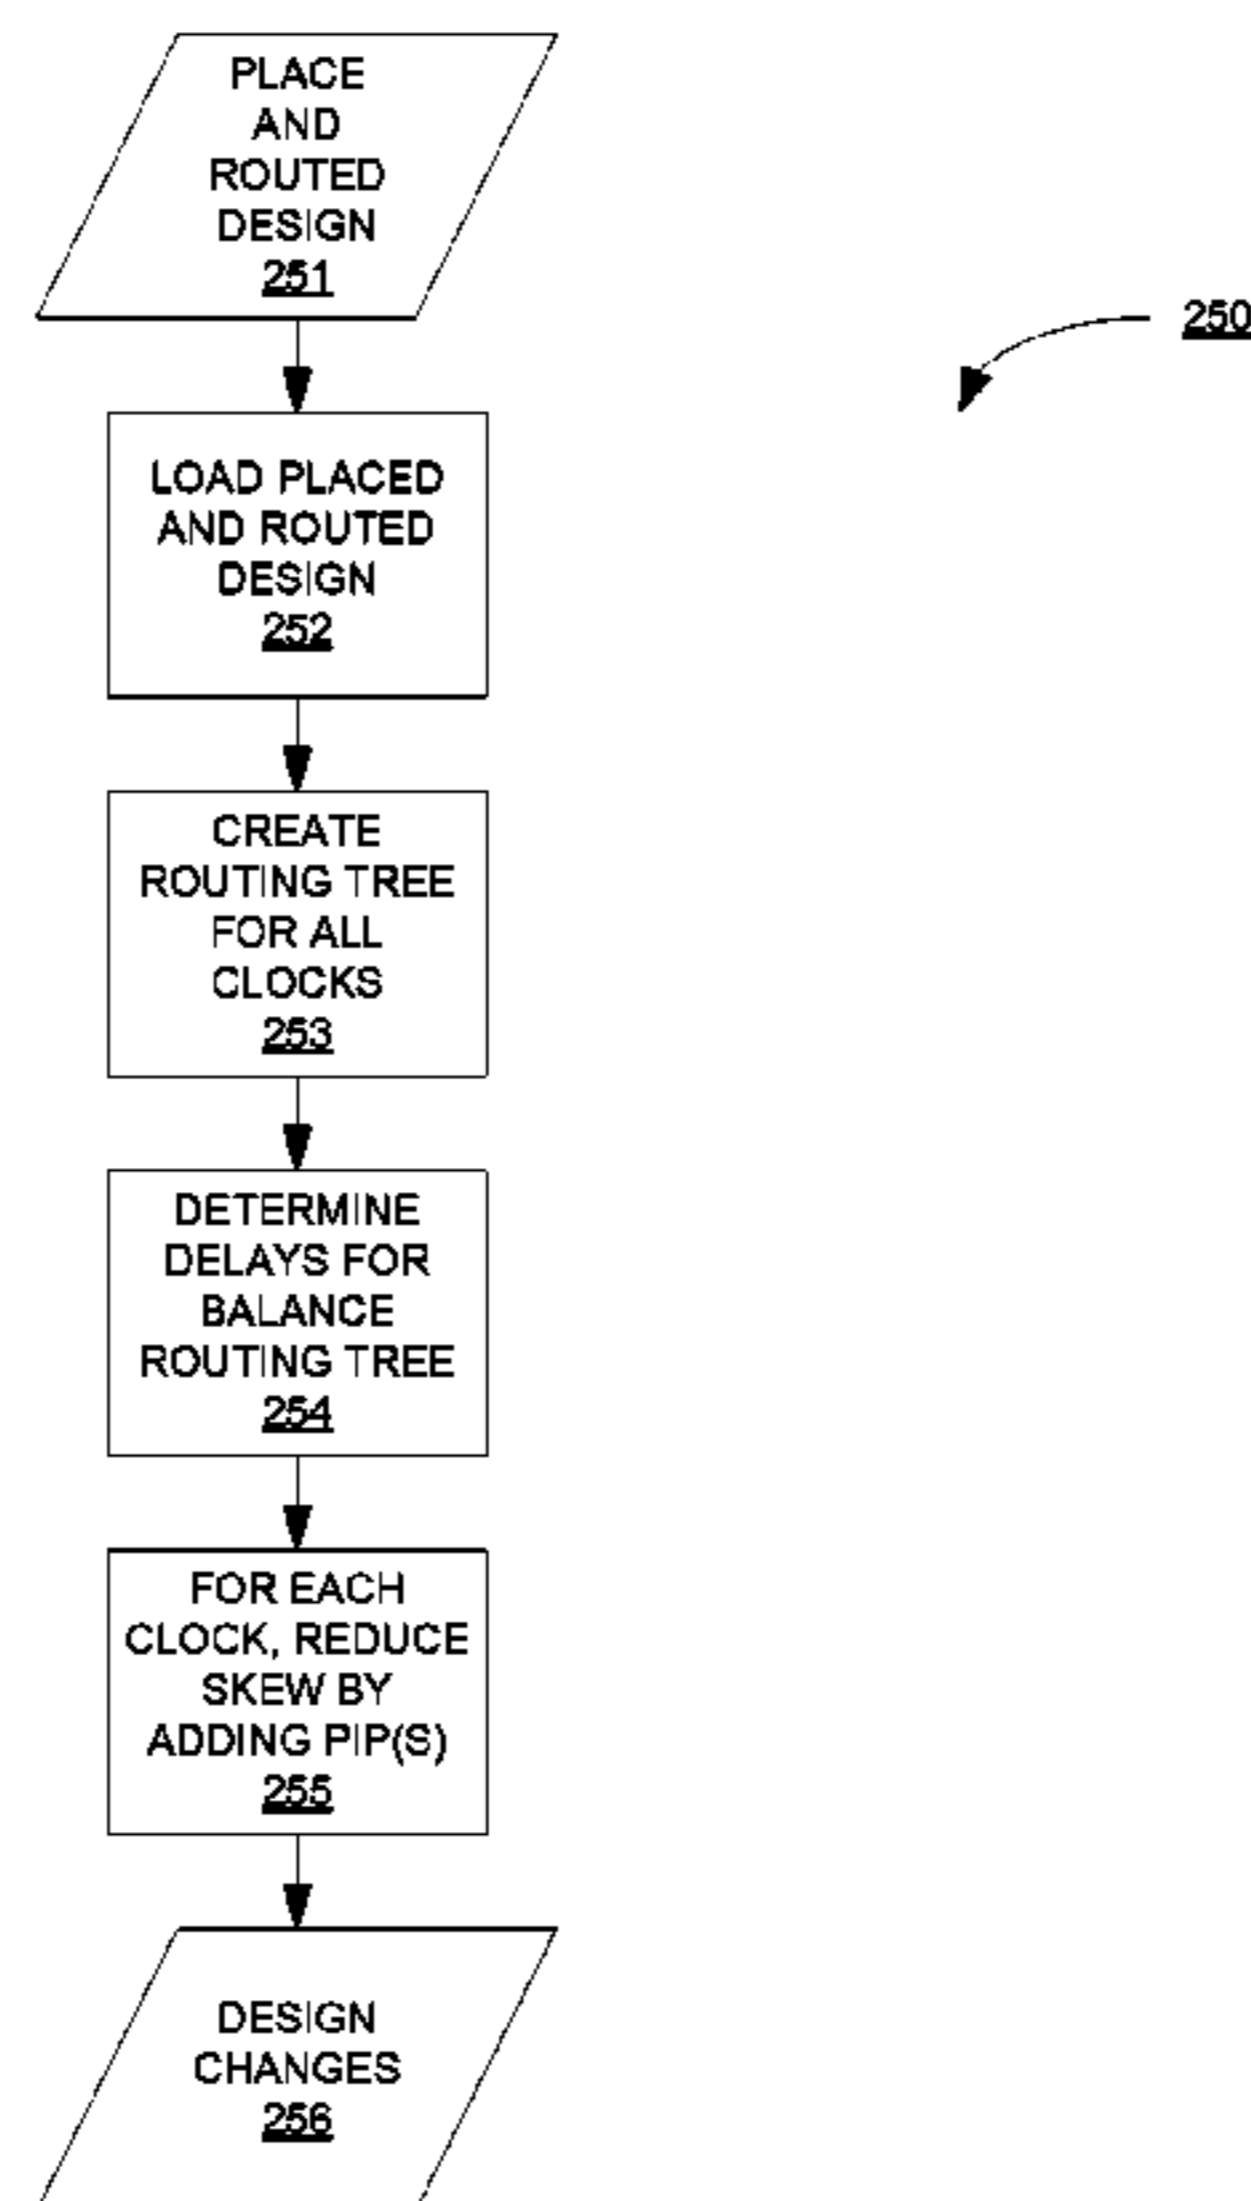 PLACE
AND
ROUTED
DESIGN
251
250
LOAD PLACED
AND ROUTED
DESIGN
252
CREATE
ROUTING TREE
FOR ALL
CLOCKS
253
DETERMINE
DELAYS FOR
BALANCE
ROUTING TREE
254
FOR EACH
CLOCK, REDUCE
SKEW BY
ADDING PIP(S)
255
DESIGN
CHANGES
256